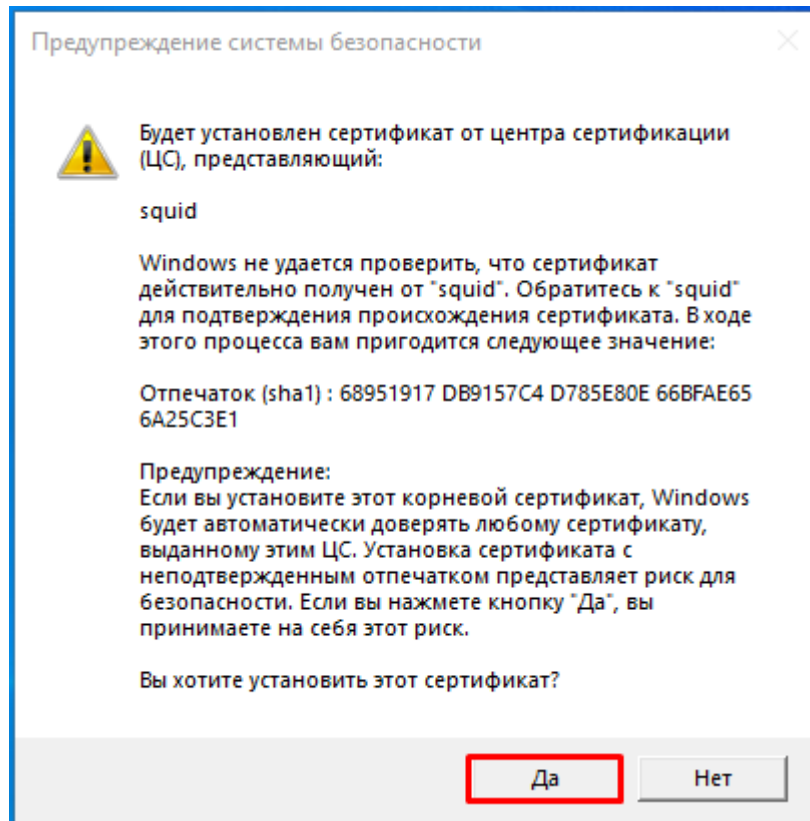 Предупреждение системы безопасности
Будет установлен сертификат от центра сертификации
(ЦС), представляющий:
squid
Windows не удается проверить, что сертификат
действительно получен от "squid". Обратитесь к "squid"
для подтверждения происхождения сертификата. В ходе
этого процесса вам пригодится следующее значение:
Отпечаток (sha1) : 68951917 DB9157C4 D785E80E 66BFAE65
6A25C3E1
Предупреждение:
Если вы установите этот корневой сертификат, Windows
будет автоматически доверять любому сертификату,
выданному этим ЦС. Установка сертификата с
неподтвержденным отпечатком представляет риск для
безопасности. Если вы нажмете кнопку "Да", вы
принимаете на себя этот риск.
Вы хотите установить этот сертификат?
Да
Нет